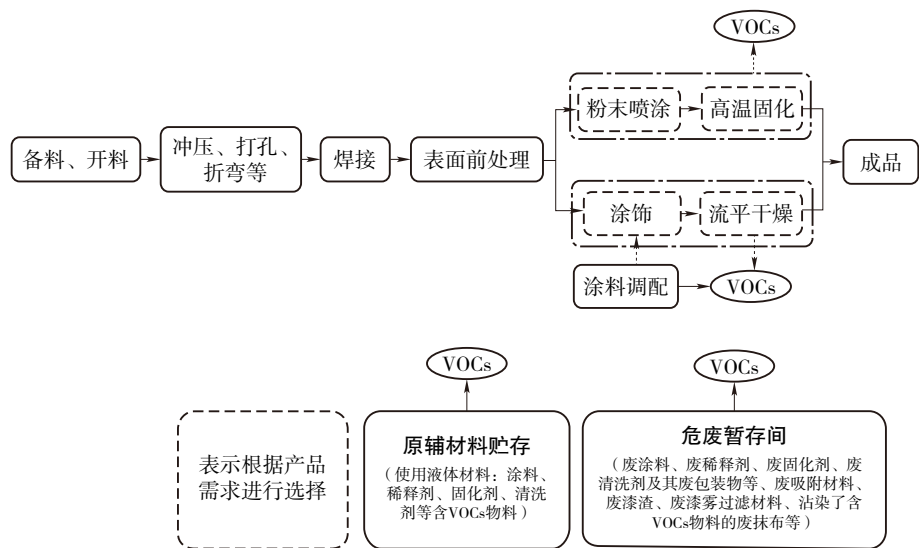 VOCs
粉末喷涂
高温固化
备料、开料
冲压、打孔、
折弯等
焊接
表面前处理
成品
涂饰
流平干燥
涂料调配
VOCs
VOCs
VOCs
表示根据产品
需求进行选择
原辅材料贮存
（使用液体材料：涂料、
稀释剂、固化剂、清洗
剂等含VOCs物料）
危废暂存间
（废涂料、废稀释剂、废固化剂、废
清洗剂及其废包装物等、废吸附材料、
废漆渣、废漆雾过滤材料、沾染了含
VOCs物料的废抹布等）